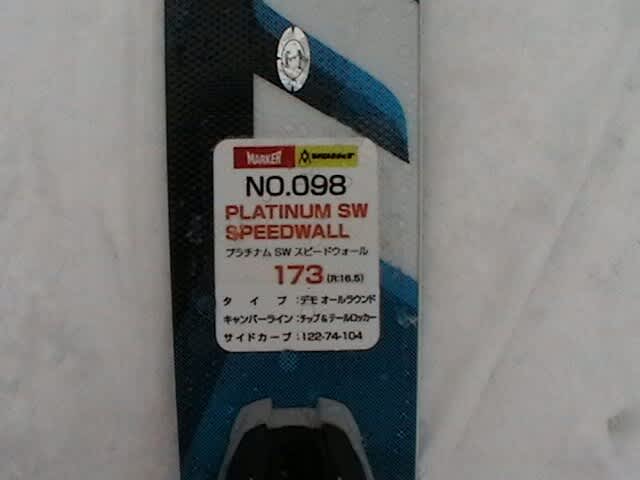 MARKER VÖLKL
NO.098
PLATINUM SW
SPEEDWALL
プラチナム SW スピードウォール
173 (R:16.5)
タイプ:デモ オールラウンド
キャンバーライン:チップ&テールロッカー
サイドカーブ:122-74-104